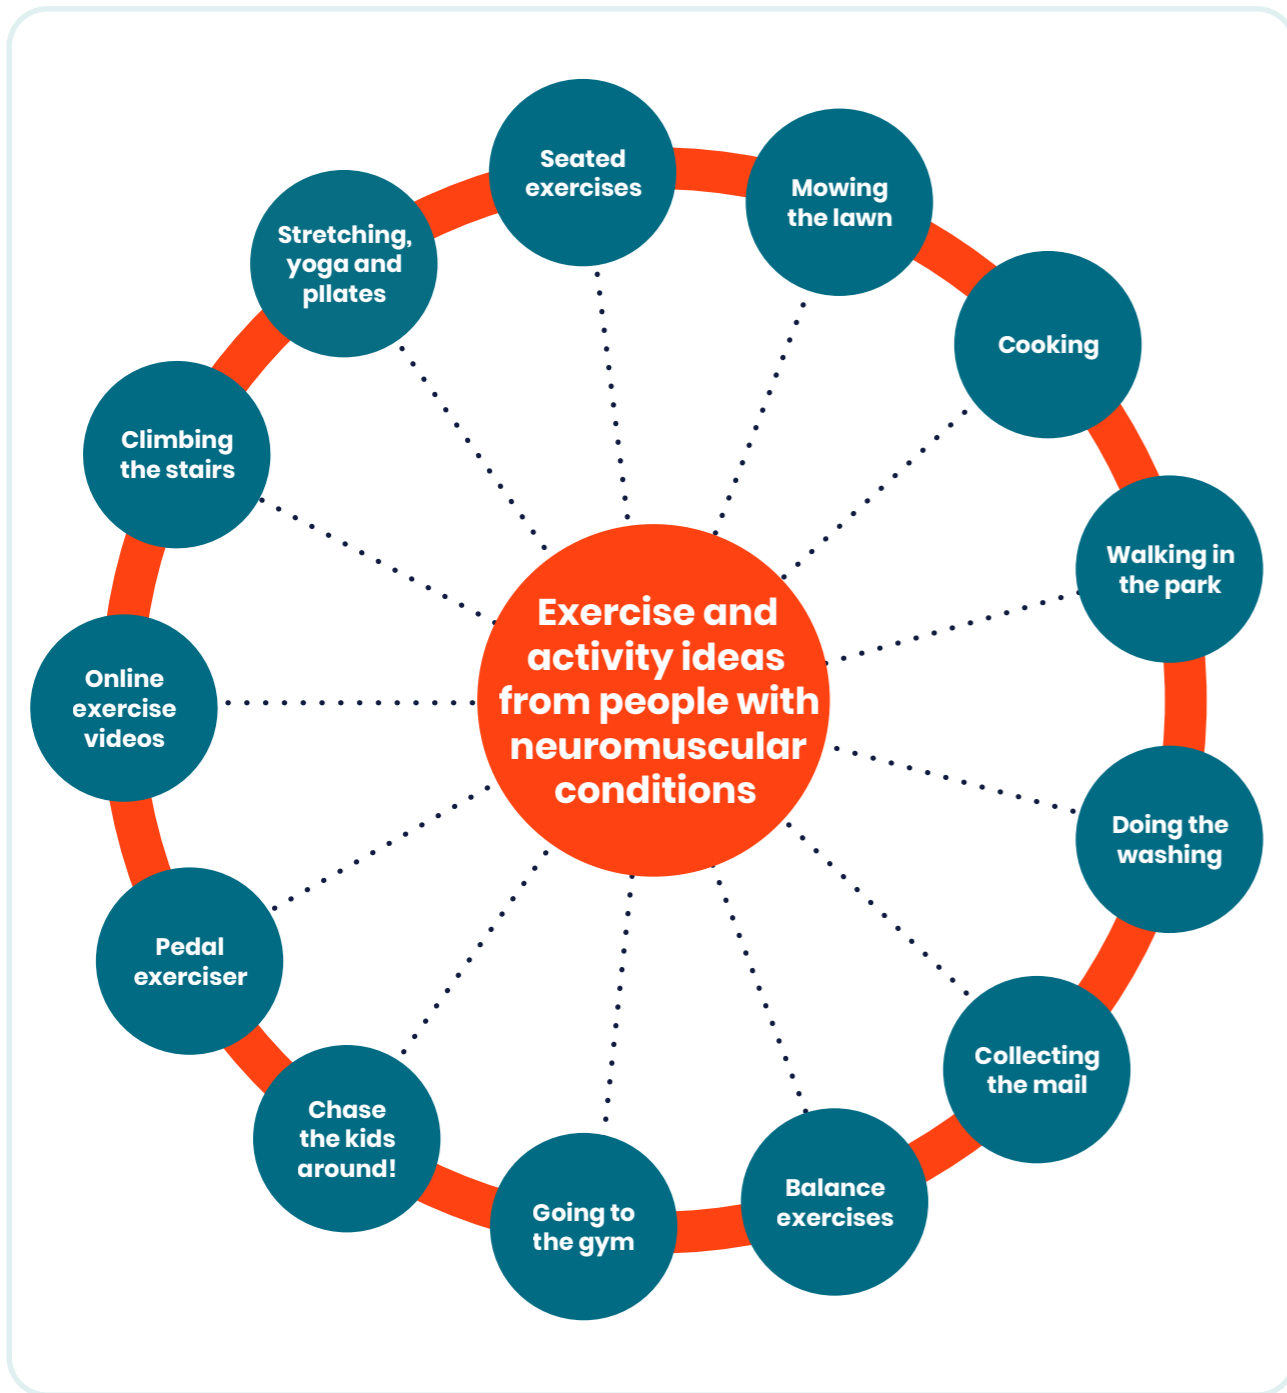 Seated
exercises
Mowing
the lawn
Cooking
Walking in
the park
Doing the
washing
Collecting
the mail
Balance
exercises
Going to
the gym
Chase
the kids
around!
Pedal
exerciser
Online
exercise
videos
Climbing
the stairs
Stretching,
yoga and
pllates
Exercise and
activity ideas
from people with
neuromuscular
conditions